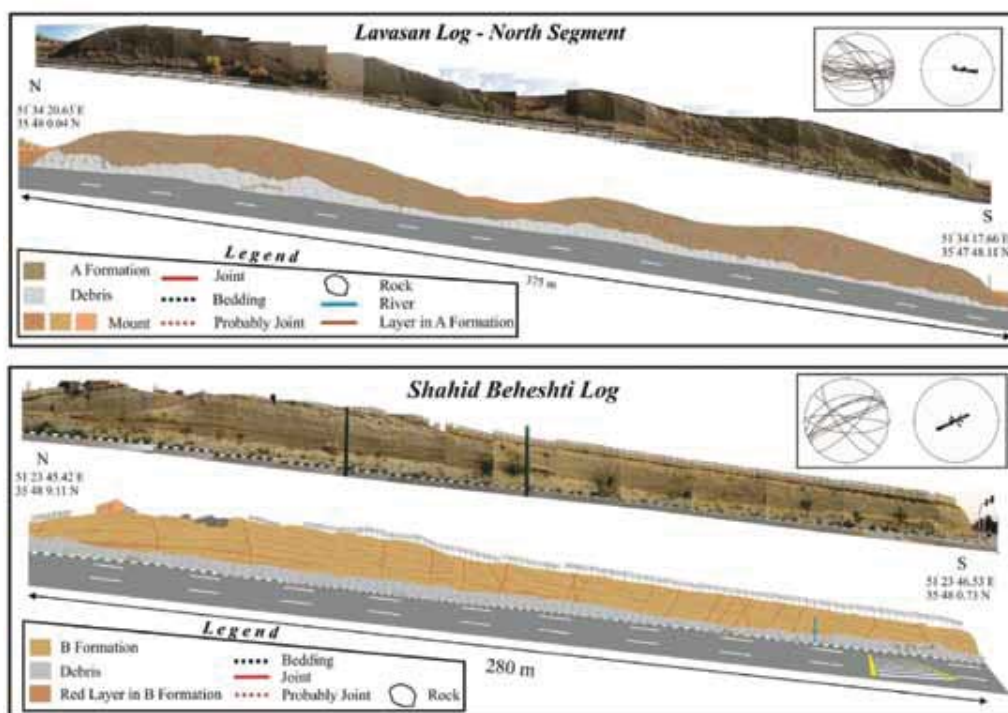 Lavasan Log - North Segment
N
51 34 20.63 E
35 48 0.04 N
S
51 34 17.66 E
35 47 48.11 N
375 m
Legend
A Formation
Debris
Mount
Joint
Bedding
Probably Joint
Rock
River
Layer in A Formation
Shahid Beheshti Log
N
51 23 45.42 E
35 48 9.11 N
S
51 23 46.53 E
35 48 0.73 N
280 m
Legend
B Formation
Debris
Red Layer in B Formation
Bedding
Joint
Probably Joint
Rock